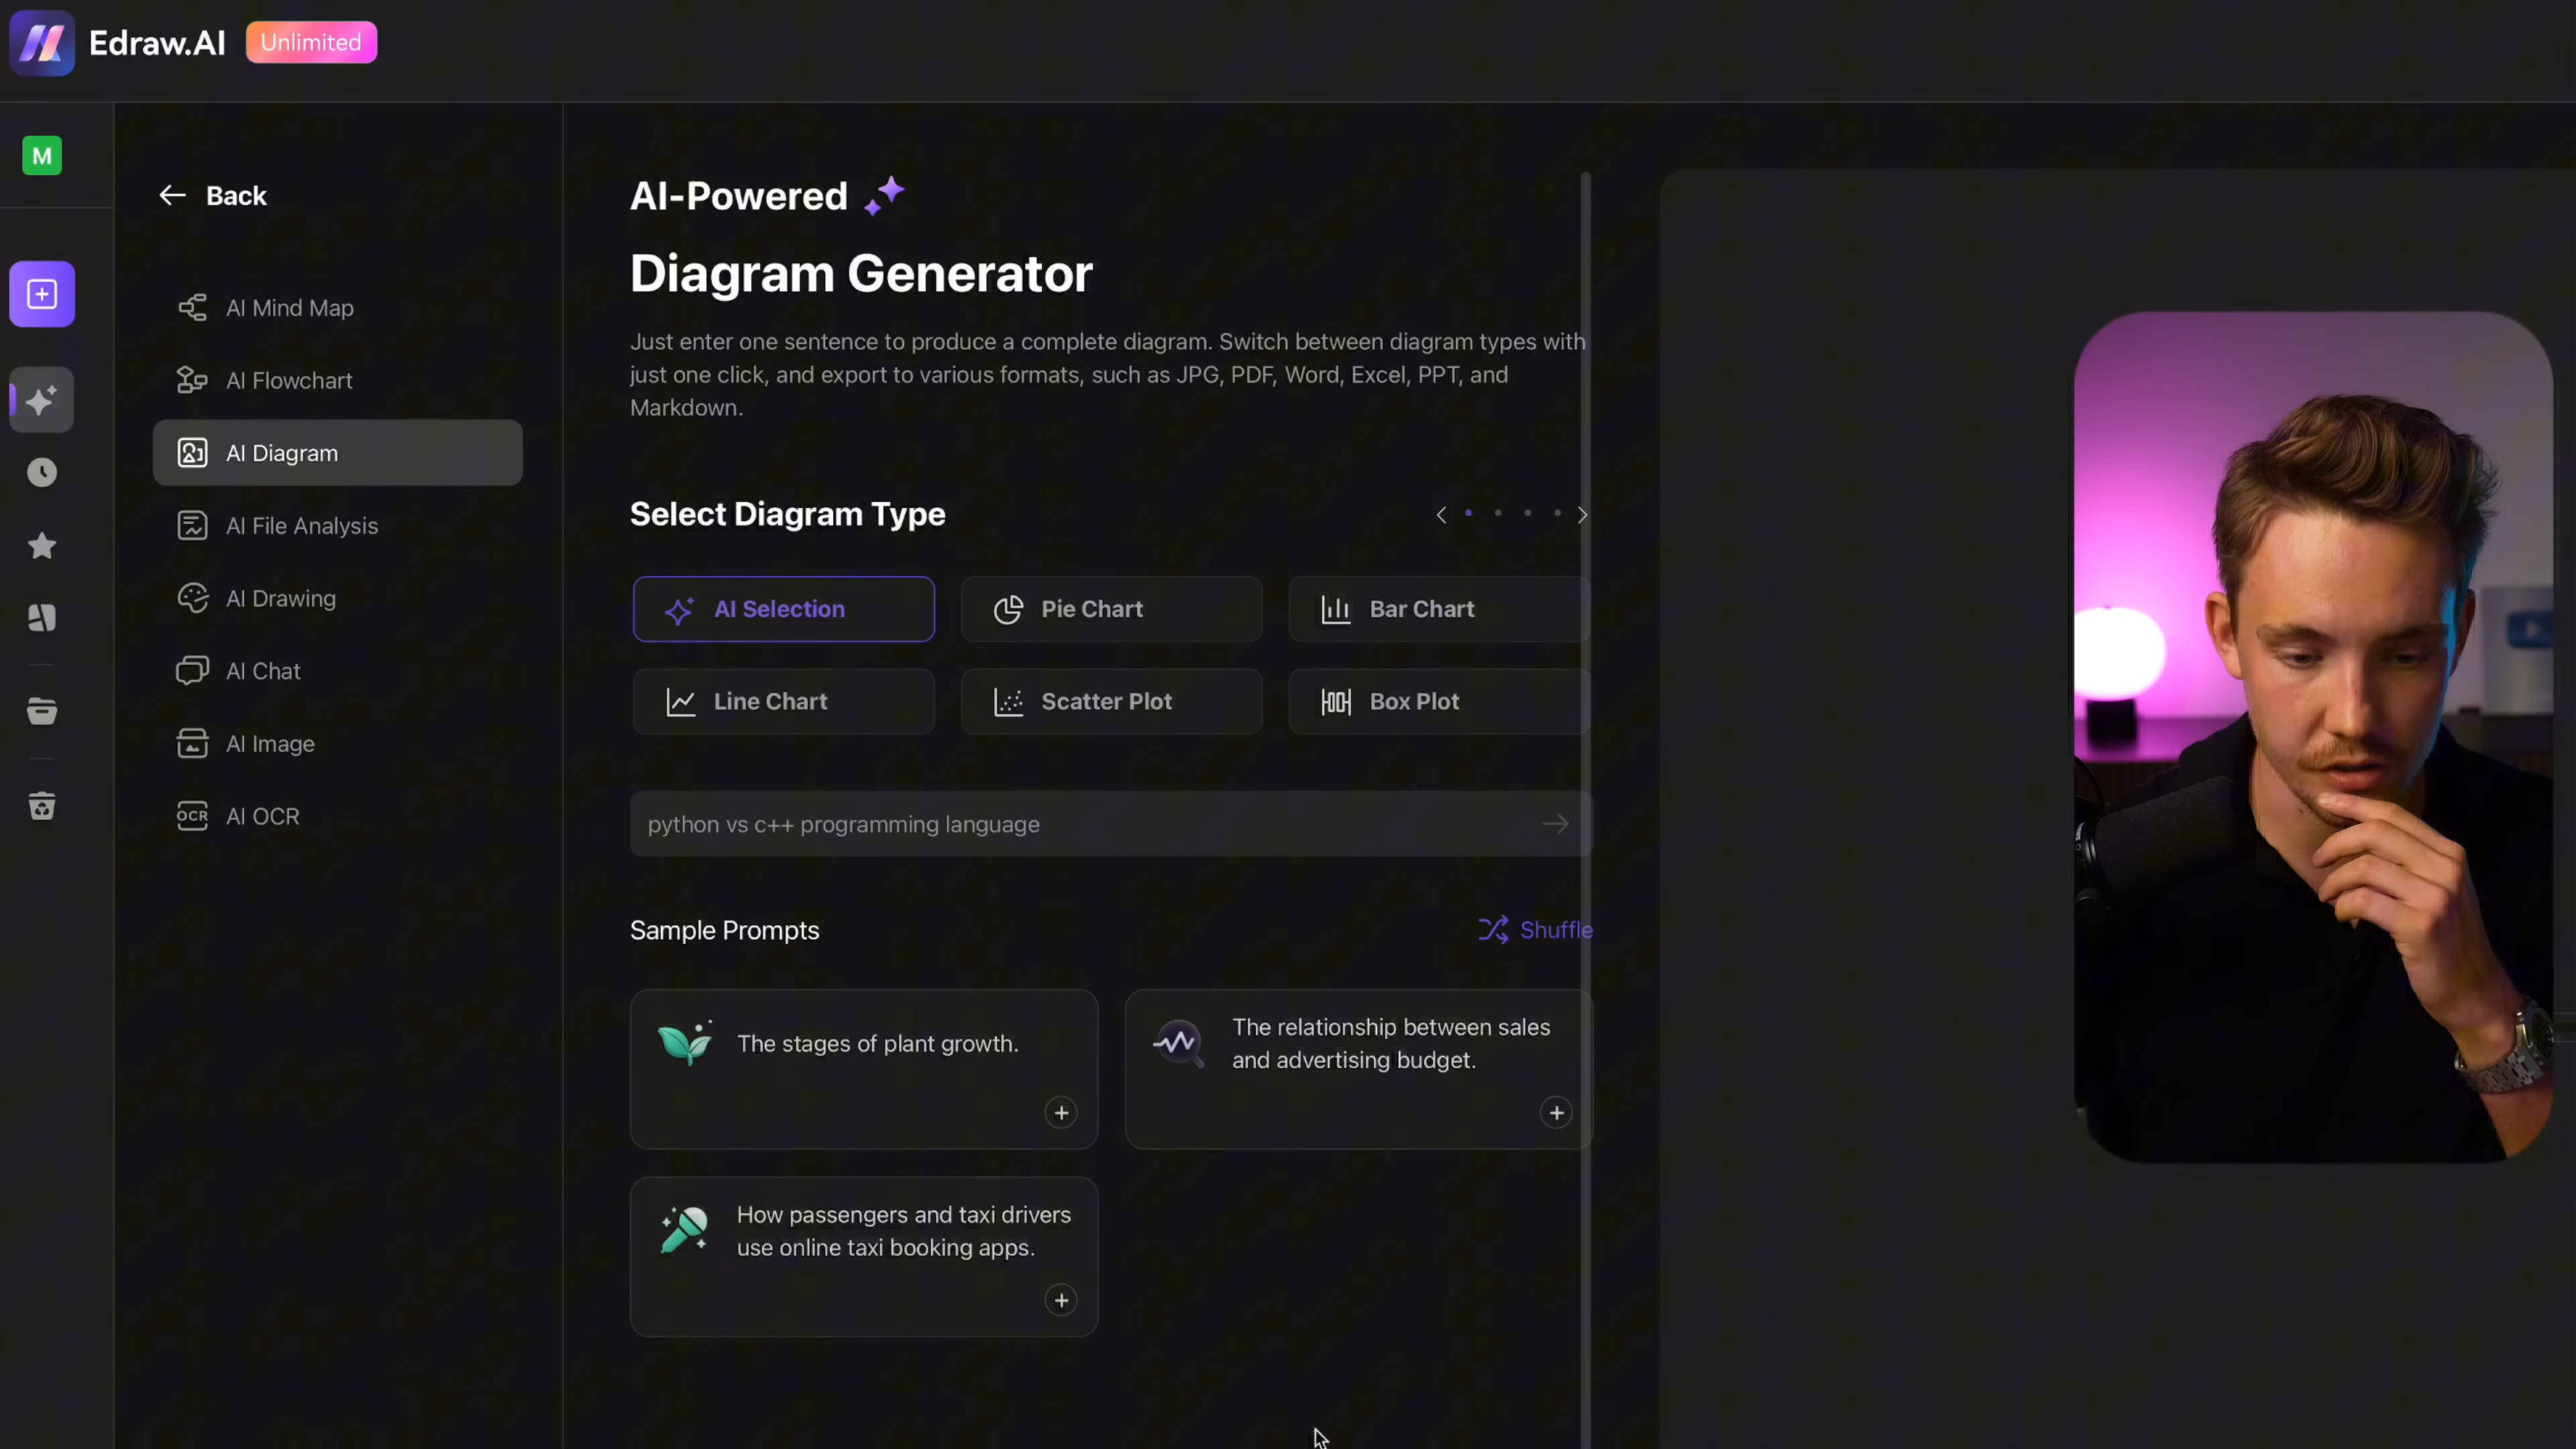 Edraw.AI Unlimited
M
Back
AI Mind Map
AI Flowchart
AI Diagram
AI File Analysis
AI Drawing
AI Chat
AI Image
OCR AI OCR
AI-Powered
Diagram Generator
Just enter one sentence to produce a complete diagram. Switch between diagram types with
just one click, and export to various formats, such as JPG, PDF, Word, Excel, PPT, and
Markdown.
Select Diagram Type
AI Selection
Pie Chart
Bar Chart
Line Chart
Scatter Plot
Box Plot
python vs c++ programming language
Sample Prompts
Shuffle
The stages of plant growth.
The relationship between sales
and advertising budget.
How passengers and taxi drivers
use online taxi booking apps.